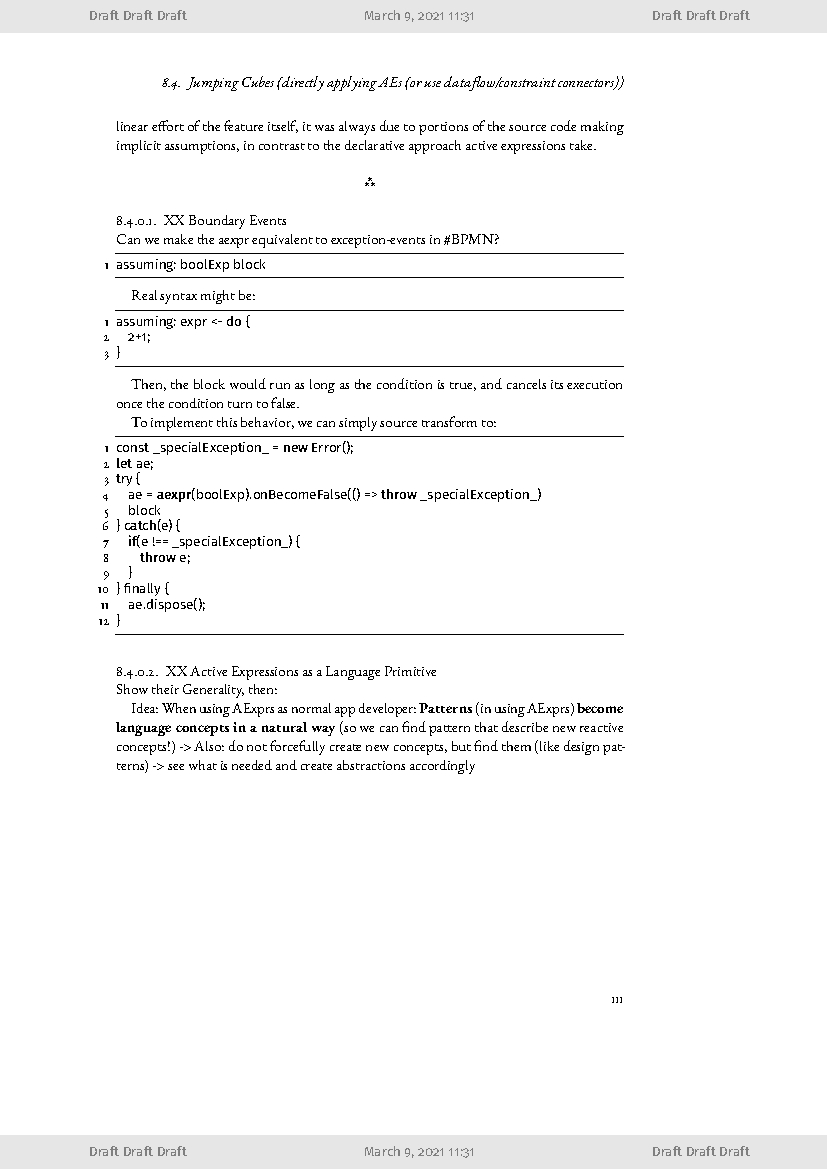 Draft Draft Draft March 9, 2021 11:31 Draft Draft Draft
8.4. Jumping Cubes (directly applying AEs (or use dataflow/constraint connectors))
linear effort of the feature itself, it was always due to portions of the source code making
implicit assumptions, in contrast to the declarative approach active expressions take.
⁂
8.4.0.1. XX Boundary Events
Can we make the aexpr equivalent to exception-events in #BPMN?
1 assuming: boolExp block
Real syntax might be:
1 assuming: expr <- do {
2 2+1;
3 }
Then, the block would run as long as the condition is true, and cancels its execution
once the condition turn to false.
To implement this behavior, we can simply source transform to:
1 const _specialException_ = new Error();
2 let ae;
3 try {
4 ae = aexpr(boolExp).onBecomeFalse(() => throw _specialException_)
5 block
6 } catch(e) {
7 if(e !== _specialException_) {
8 throw e;
9 }
10 } finally {
11 ae.dispose();
12 }
8.4.0.2. XX Active Expressions as a Language Primitive
Show their Generality, then:
Idea: When using AExprs as normal app developer: Patterns (in using AExprs) become
language concepts in a natural way (so we can find pattern that describe new reactive
concepts!) -> Also: do not forcefully create new concepts, but find them (like design pat-
terns) -> see what is needed and create abstractions accordingly
111
Draft Draft Draft March 9, 2021 11:31 Draft Draft Draft